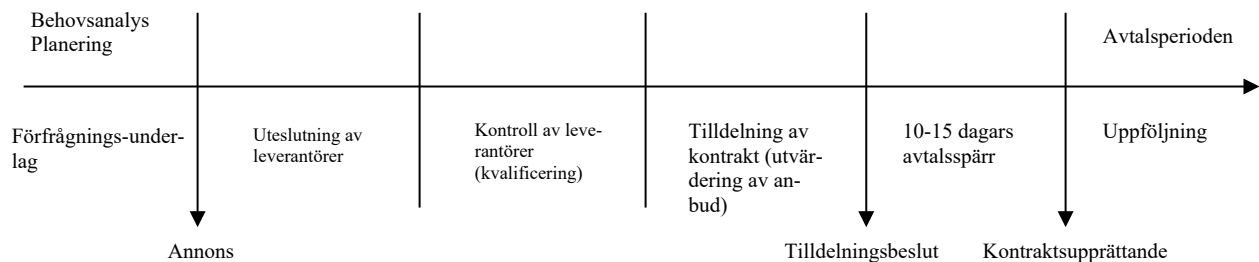 Behovsanalys
Planering
Avtalsperioden
Förfrågnings-under-
lag
Uteslutning av
leverantörer
Kontroll av leve-
rantörer
(kvalificering)
Tilldelning av
kontrakt (utvär-
dering av an-
bud)
10-15 dagars
avtalsspärr
Uppföljning
Annons
Tilldelningsbeslut
Kontraktsupprättande